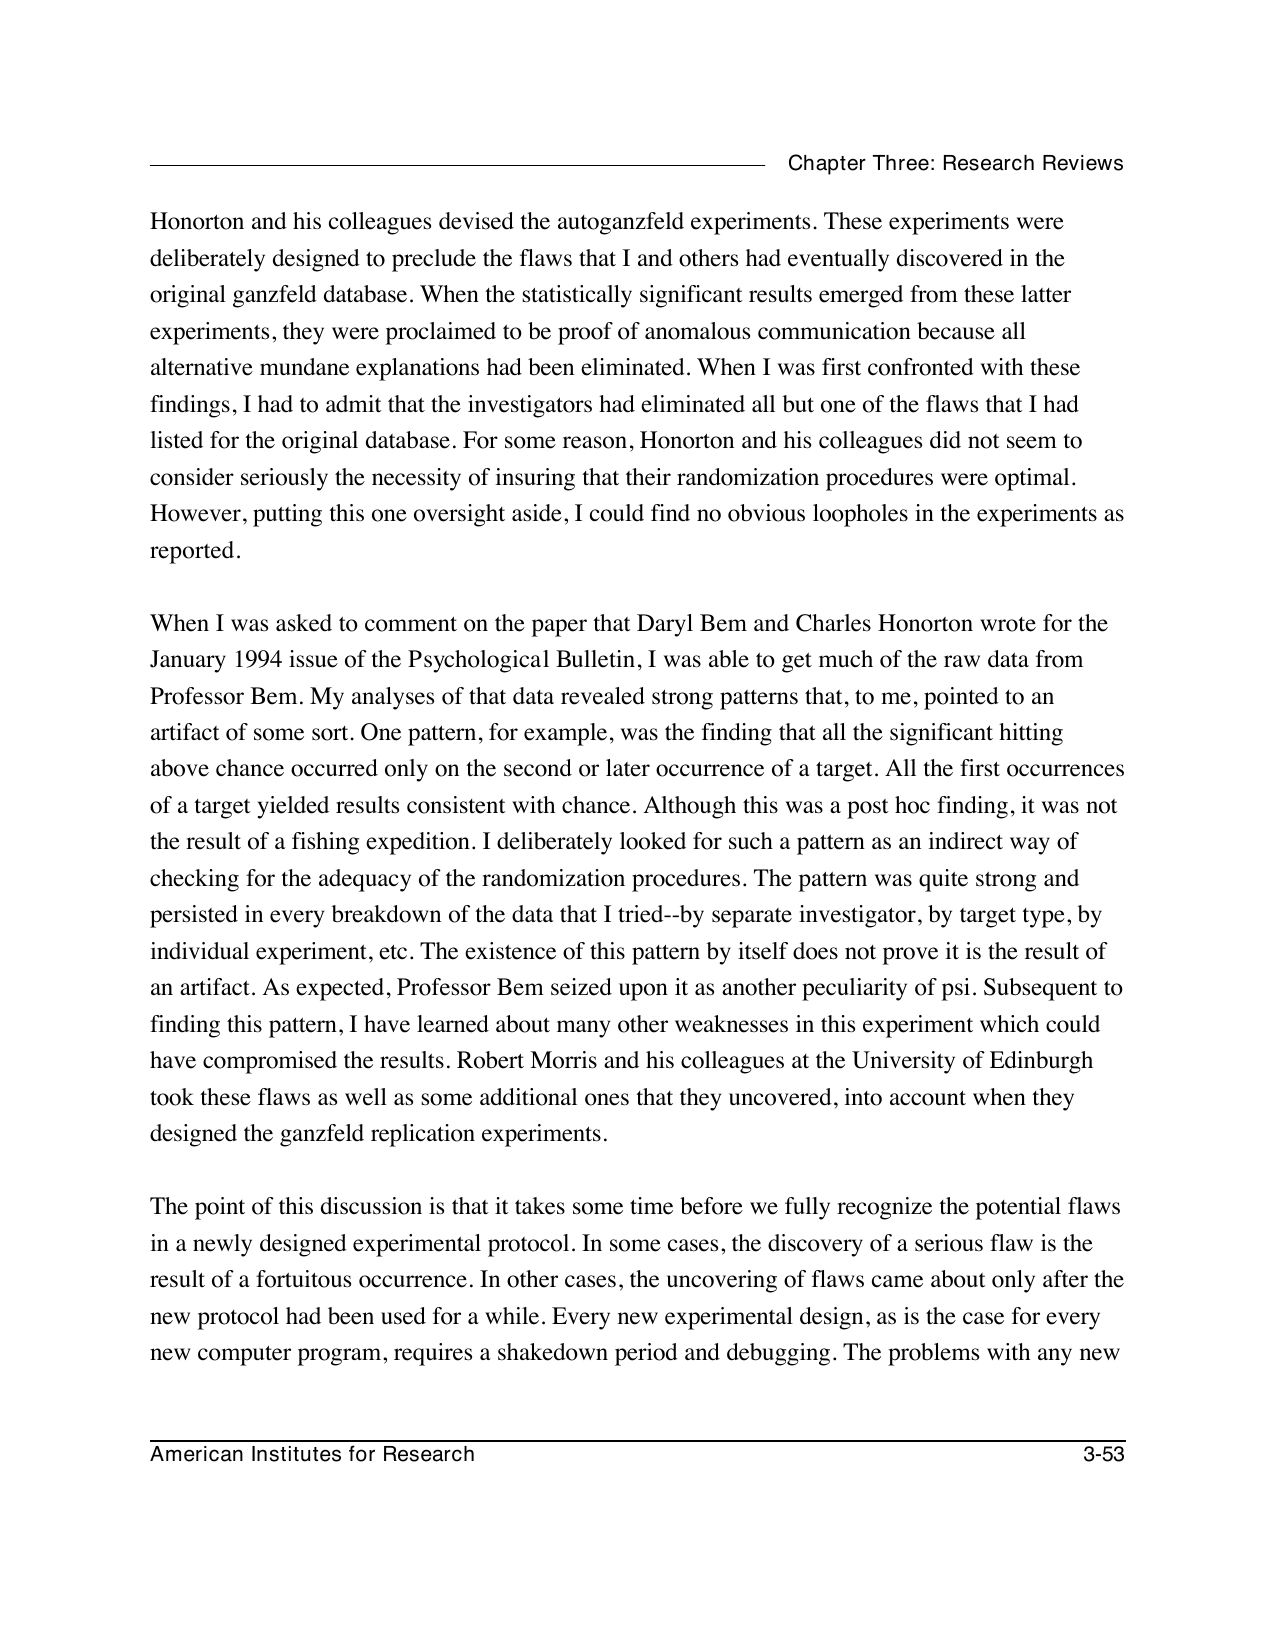 Chapter Three: Research Reviews
Honorton and his colleagues devised the autoganzfeld experiments. These experiments were
deliberately designed to preclude the flaws that I and others had eventually discovered in the
original ganzfeld database. When the statistically significant results emerged from these latter
experiments, they were proclaimed to be proof of anomalous communication because all
alternative mundane explanations had been eliminated. When I was first confronted with these
findings, I had to admit that the investigators had eliminated all but one of the flaws that I had
listed for the original database. For some reason, Honorton and his colleagues did not seem to
consider seriously the necessity of insuring that their randomization procedures were optimal.
However, putting this one oversight aside, I could find no obvious loopholes in the experiments as
reported.
When I was asked to comment on the paper that Daryl Bem and Charles Honorton wrote for the
January 1994 issue of the Psychological Bulletin, I was able to get much of the raw data from
Professor Bem. My analyses of that data revealed strong patterns that, to me, pointed to an
artifact of some sort. One pattern, for example, was the finding that all the significant hitting
above chance occurred only on the second or later occurrence of a target. All the first occurrences
of a target yielded results consistent with chance. Although this was a post hoc finding, it was not
the result of a fishing expedition. I deliberately looked for such a pattern as an indirect way of
checking for the adequacy of the randomization procedures. The pattern was quite strong and
persisted in every breakdown of the data that I tried--by separate investigator, by target type, by
individual experiment, etc. The existence of this pattern by itself does not prove it is the result of
an artifact. As expected, Professor Bem seized upon it as another peculiarity of psi. Subsequent to
finding this pattern, I have learned about many other weaknesses in this experiment which could
have compromised the results. Robert Morris and his colleagues at the University of Edinburgh
took these flaws as well as some additional ones that they uncovered, into account when they
designed the ganzfeld replication experiments.
The point of this discussion is that it takes some time before we fully recognize the potential flaws
in a newly designed experimental protocol. In some cases, the discovery of a serious flaw is the
result of a fortuitous occurrence. In other cases, the uncovering of flaws came about only after the
new protocol had been used for a while. Every new experimental design, as is the case for every
new computer program, requires a shakedown period and debugging. The problems with any new
American Institutes for Research 3-53